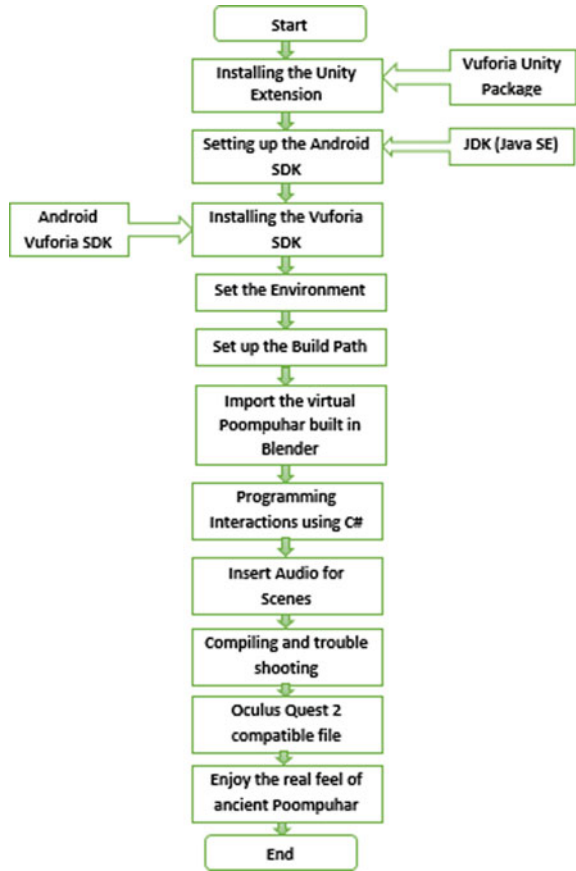 Start
Installing the Unity
Extension
Vuforia Unity
Package
Setting up the Android
SDK
JDK (Java SE)
Android
Vuforia SDK
Installing the Vuforia
SDK
Set the Environment
Set up the Build Path
Import the virtual
Poompuhar built in
Blender
Programming
Interactions using C#
Insert Audio for
Scenes
Compiling and trouble
shooting
Oculus Quest 2
compatible file
Enjoy the real feel of
ancient Poompuhar
End